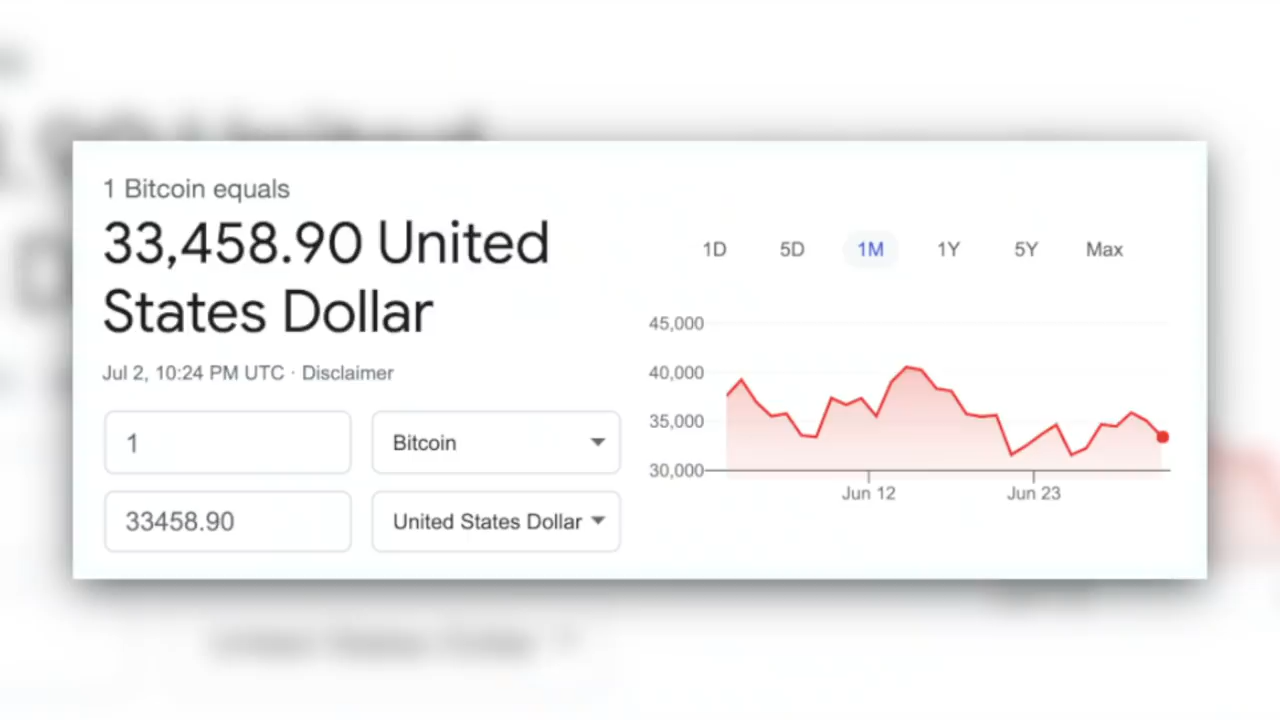 1 Bitcoin equals
33,458.90 United
States Dollar
Jul 2, 10:24 PM UTC · Disclaimer
1
Bitcoin
33458.90
United States Dollar
1D 5D 1M 1Y 5Y Max
45,000
40,000
35,000
30,000
Jun 12 Jun 23